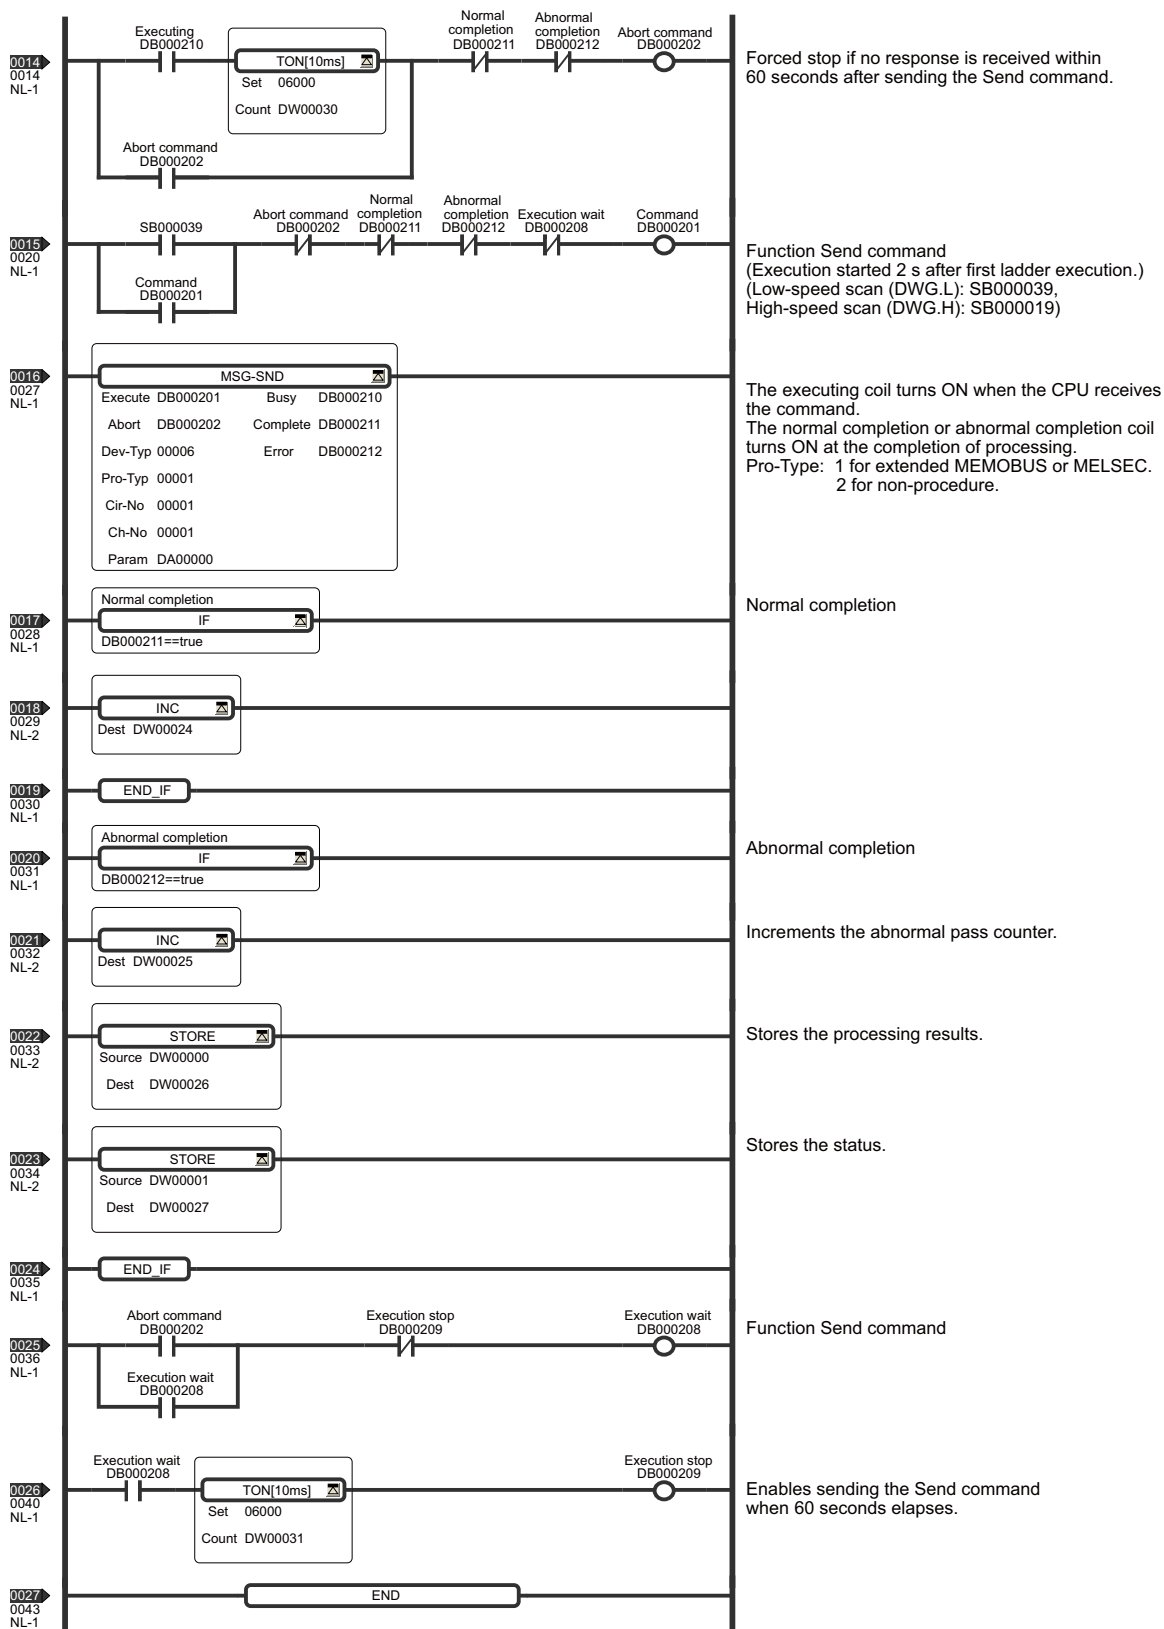 Normal
completion
DB000211
Abnormal
completion
DB000212
Executing
DB000210
Abort command
DB000202
0014
0014
NL-1
TON[10ms]
Set 06000
Count DW00030
Forced stop if no response is received within
60 seconds after sending the Send command.
Abort command
DB000202
Normal
completion
DB000211
Abnormal
completion
DB000212
SB000039
Abort command
DB000202
Execution wait
DB000208
Command
DB000201
0015
0020
NL-1
Function Send command
(Execution started 2 s after first ladder execution.)
(Low-speed scan (DWG.L): SB000039,
High-speed scan (DWG.H): SB000019)
Command
DB000201
0016
0027
NL-1
MSG-SND
Execute DB000201 Busy DB000210
Abort DB000202 Complete DB000211
Dev-Typ 00006 Error DB000212
Pro-Typ 00001
Cir-No 00001
Ch-No 00001
Param DA00000
The executing coil turns ON when the CPU receives
the command.
The normal completion or abnormal completion coil
turns ON at the completion of processing.
Pro-Type: 1 for extended MEMOBUS or MELSEC.
2 for non-procedure.
Normal completion
0017
0028
NL-1
IF
DB000211==true
Normal completion
0018
0029
NL-2
INC
Dest DW00024
0019
0030
NL-1
END_IF
Abnormal completion
0020
0031
NL-1
IF
DB000212==true
Abnormal completion
0021
0032
NL-2
INC
Dest DW00025
Increments the abnormal pass counter.
0022
0033
NL-2
STORE
Source DW00000
Dest DW00026
Stores the processing results.
0023
0034
NL-2
STORE
Source DW00001
Dest DW00027
Stores the status.
0024
0035
NL-1
END_IF
Abort command
DB000202
Execution stop
DB000209
Execution wait
DB000208
0025
0036
NL-1
Function Send command
Execution wait
DB000208
Execution wait
DB000208
Execution stop
DB000209
0026
0040
NL-1
TON[10ms]
Set 06000
Count DW00031
Enables sending the Send command
when 60 seconds elapses.
0027
0043
NL-1
END